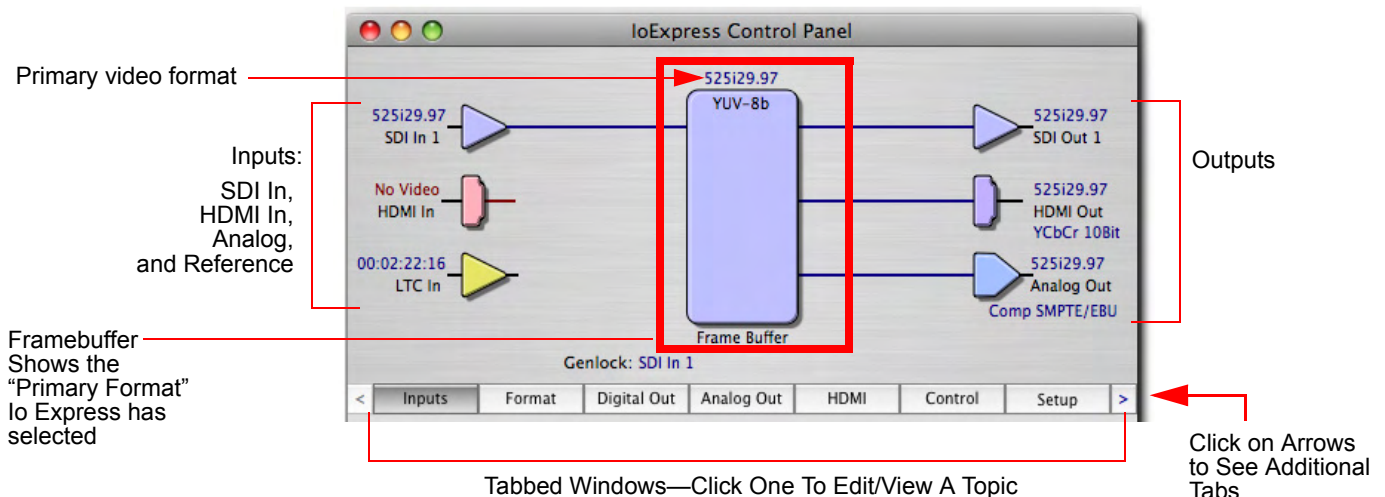 IoExpress Control Panel
Primary video format
525i29.97
YUV-8b
525i29.97
SDI In 1
525i29.97
SDI Out 1
Inputs:
SDI In,
HDMI In,
Analog,
and Reference
Outputs
No Video
HDMI In
525i29.97
HDMI Out
YCbCr 10Bit
00:02:22:16
LTC In
525i29.97
Analog Out
Comp SMPTE/EBU
Frame Buffer
Framebuffer
Shows the
“Primary Format”
Io Express has
selected
Genlock: SDI In 1
< Inputs Format Digital Out Analog Out HDMI Control Setup >
Click on Arrows
to See Additional
Tabs
Tabbed Windows—Click One To Edit/View A Topic